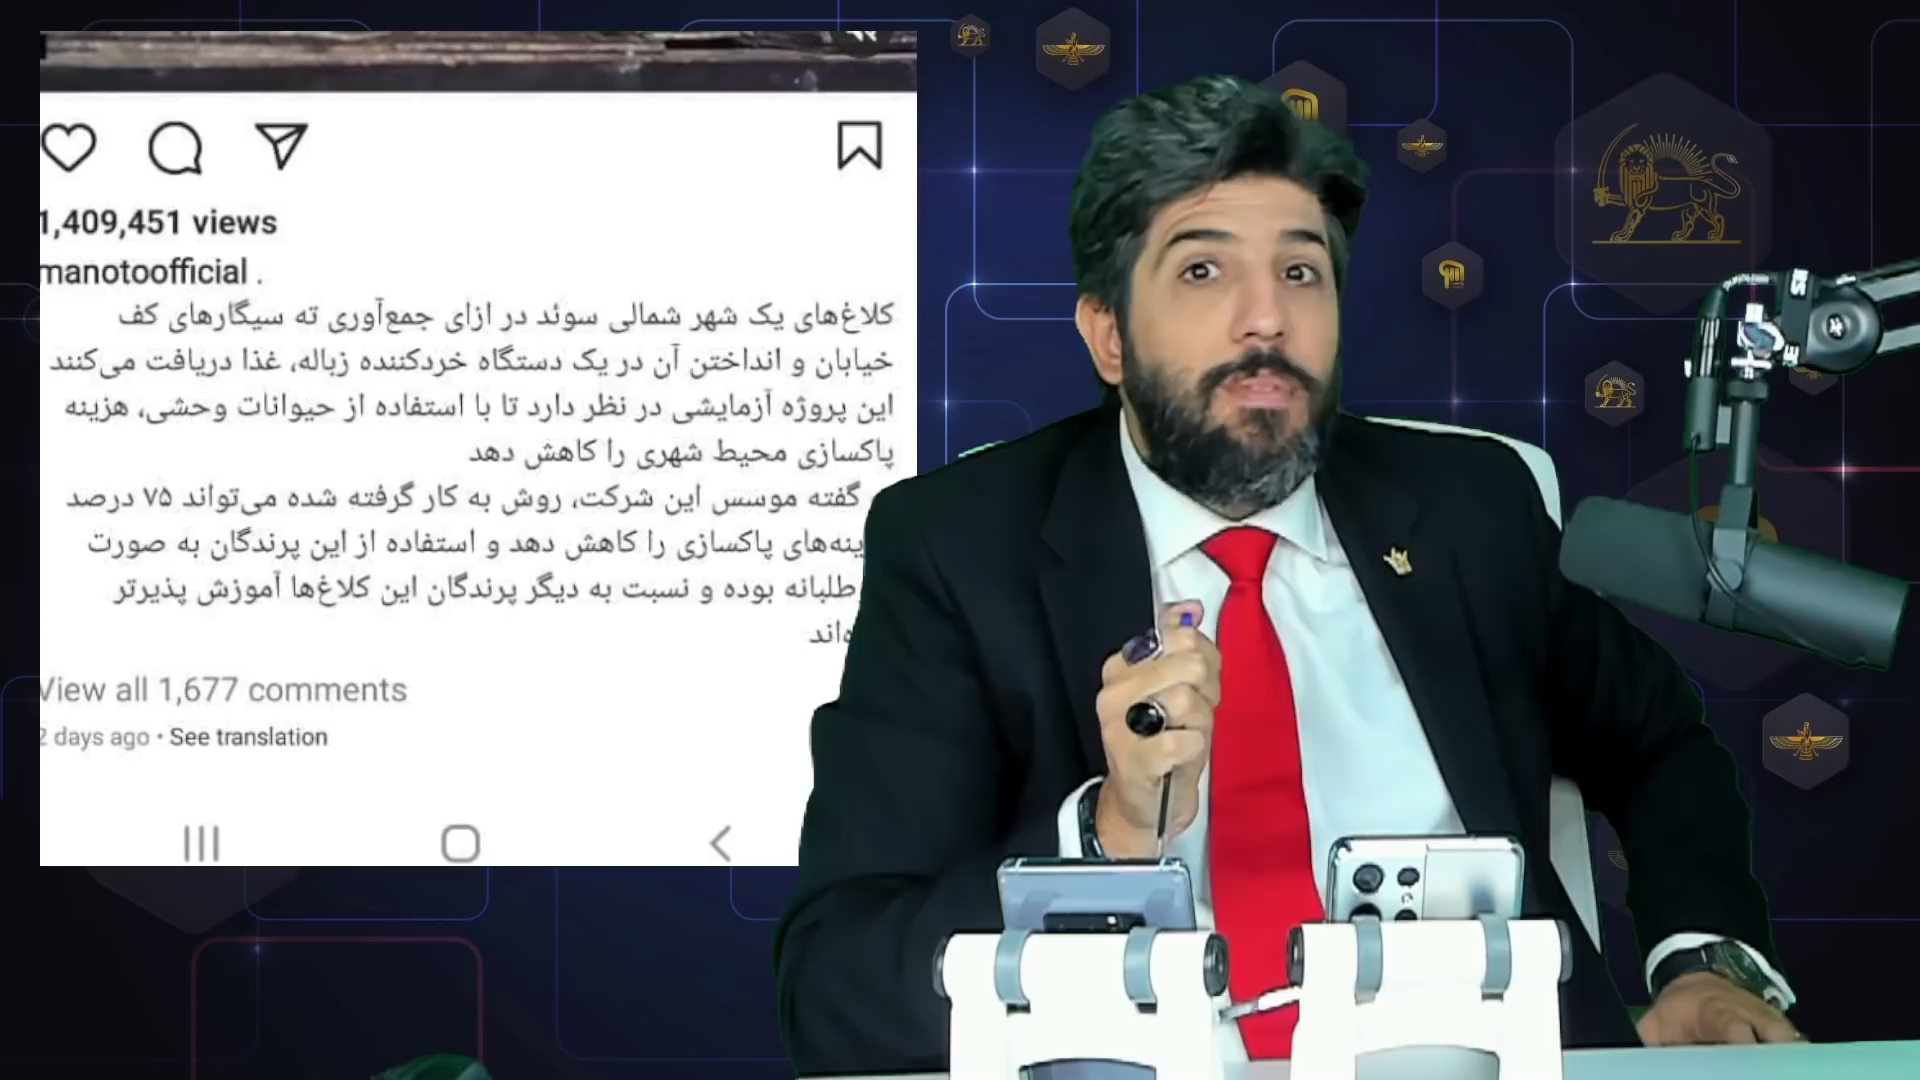 1,409,451 views
manotoofficial .
کلاغ‌های یک شهر شمالی سوئد در ازای جمع‌آوری ته سیگارهای کف
خیابان و انداختن آن در یک دستگاه خردکننده زباله، غذا دریافت می‌کنند
این پروژه آزمایشی در نظر دارد تا با استفاده از حیوانات وحشی، هزینه
پاکسازی محیط شهری را کاهش دهد
گفته موسس این شرکت، روش به کار گرفته شده می‌تواند ۷۵ درصد
ینه‌های پاکسازی را کاهش دهد و استفاده از این پرندگان به صورت
طلبانه بوده و نسبت به دیگر پرندگان این کلاغ‌ها آموزش پذیرتر
ه‌اند
View all 1,677 comments
2 days ago • See translation